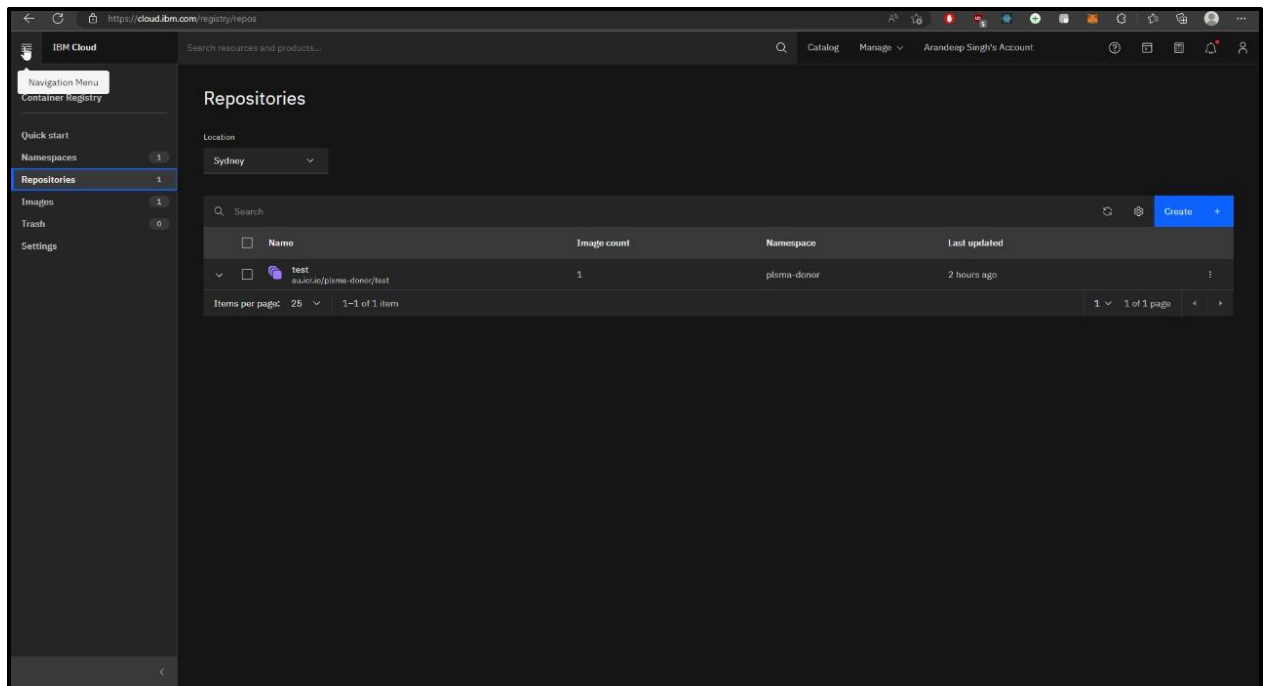 https://cloud.ibm.com/registry/repos
IBM Cloud
Search resources and products...
Catalog
Manage
Arandeep Singh's Account
Navigation Menu
Container Registry
Quick start
Namespaces 1
Repositories 1
Images 1
Trash 0
Settings
Repositories
Location
Sydney
Search
Create +
Name Image count Namespace Last updated
test 1 plsma-donor 2 hours ago
au.icr.io/plsma-donor/test
Items per page: 25 1–1 of 1 item 1 1 of 1 page